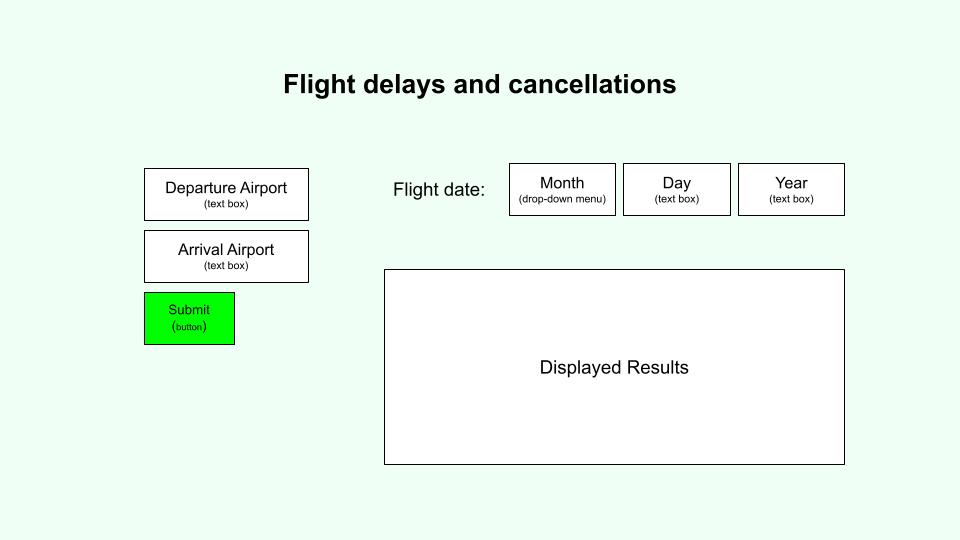 Flight delays and cancellations
Departure Airport
(text box)
Arrival Airport
(text box)
Submit
(button)
Flight date:
Month
(drop-down menu)
Day
(text box)
Year
(text box)
Displayed Results